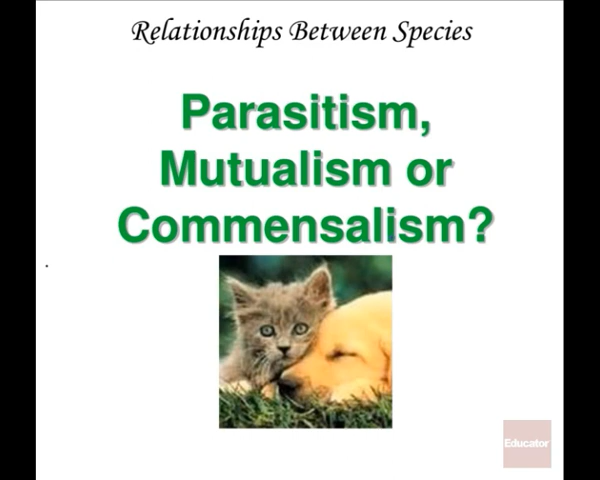 Relationships Between Species
Parasitism,
Mutualism or
Commensalism?
Educator